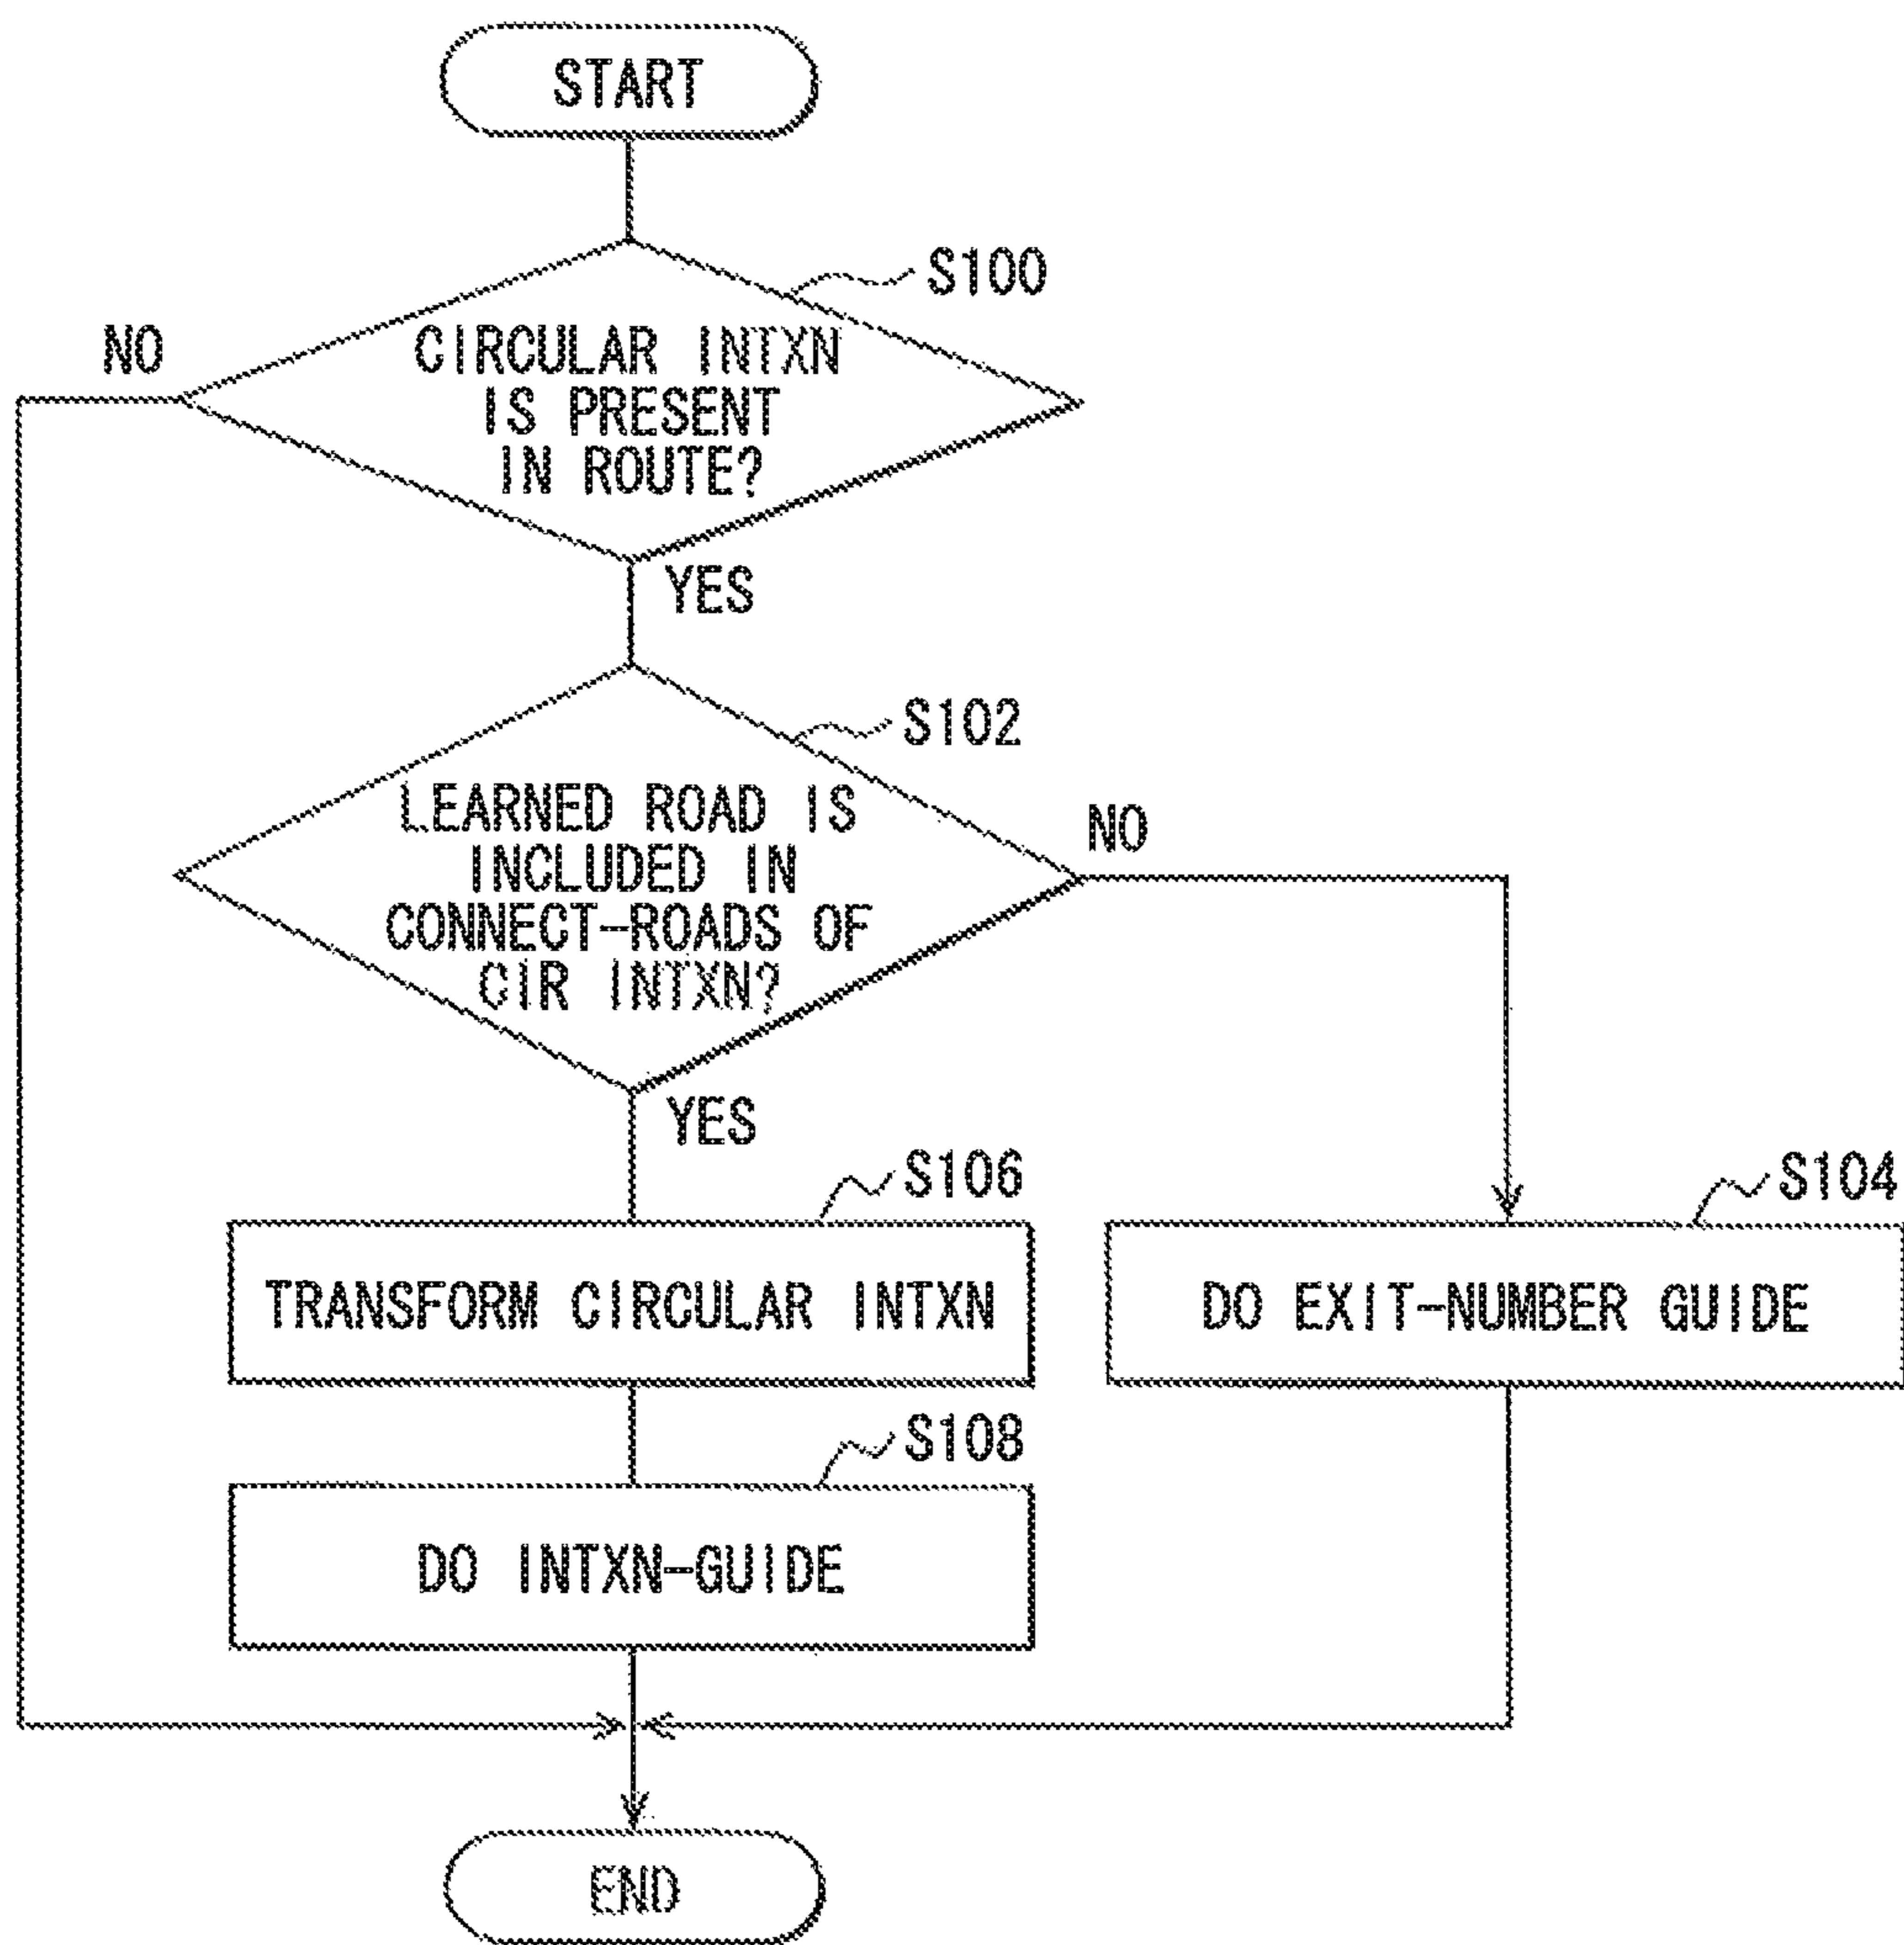 START
S100
NO
CIRCULAR INTXN
IS PRESENT
IN ROUTE?
YES
S102
LEARNED ROAD IS
INCLUDED IN
CONNECT-ROADS OF
CIR INTXN?
NO
YES
S106
S104
TRANSFORM CIRCULAR INTXN
DO EXIT-NUMBER GUIDE
S108
DO INTXN-GUIDE
END